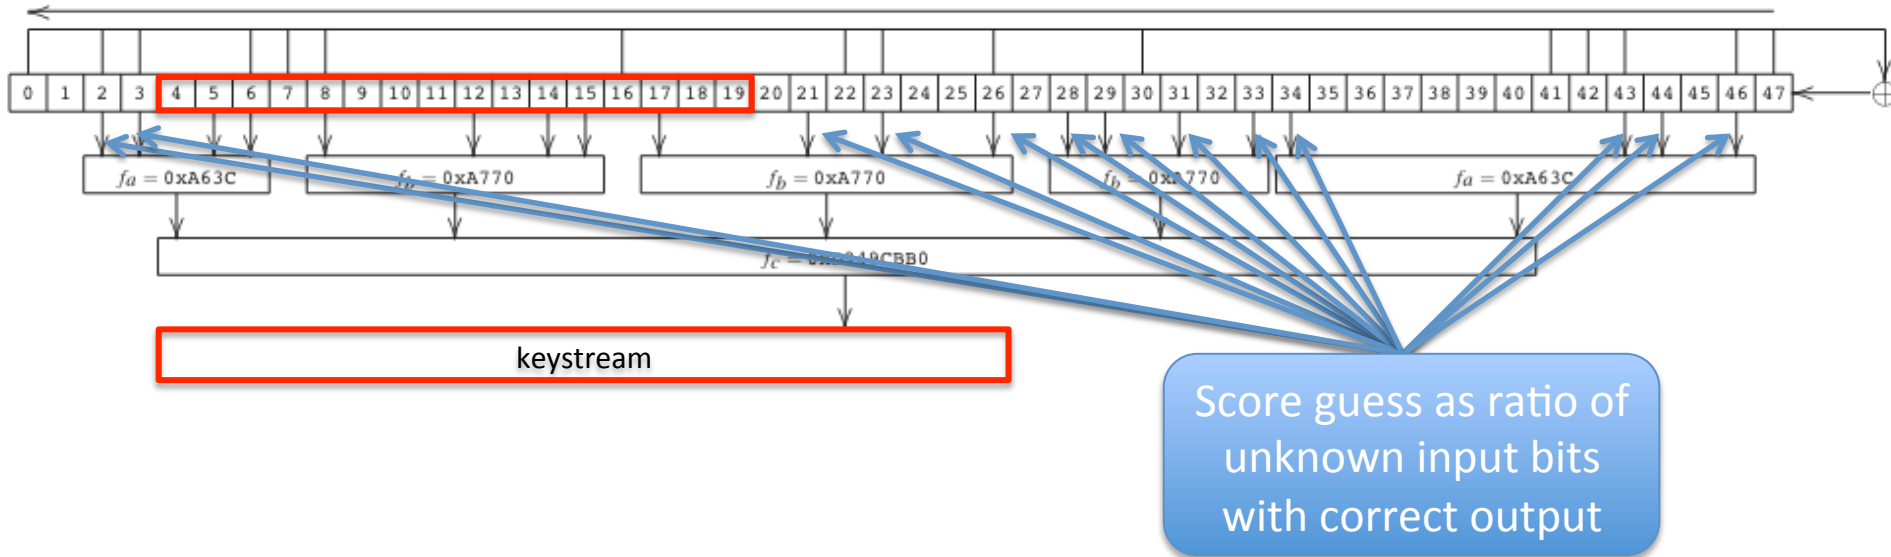 0 1 2 3 4 5 6 7 8 9 10 11 12 13 14 15 16 17 18 19 20 21 22 23 24 25 26 27 28 29 30 31 32 33 34 35 36 37 38 39 40 41 42 43 44 45 46 47
fa = 0xA63C fb = 0xA770 fb = 0xA770 fb = 0xA770 fa = 0xA63C
fc =
keystream
Score guess as ratio of
unknown input bits
with correct output